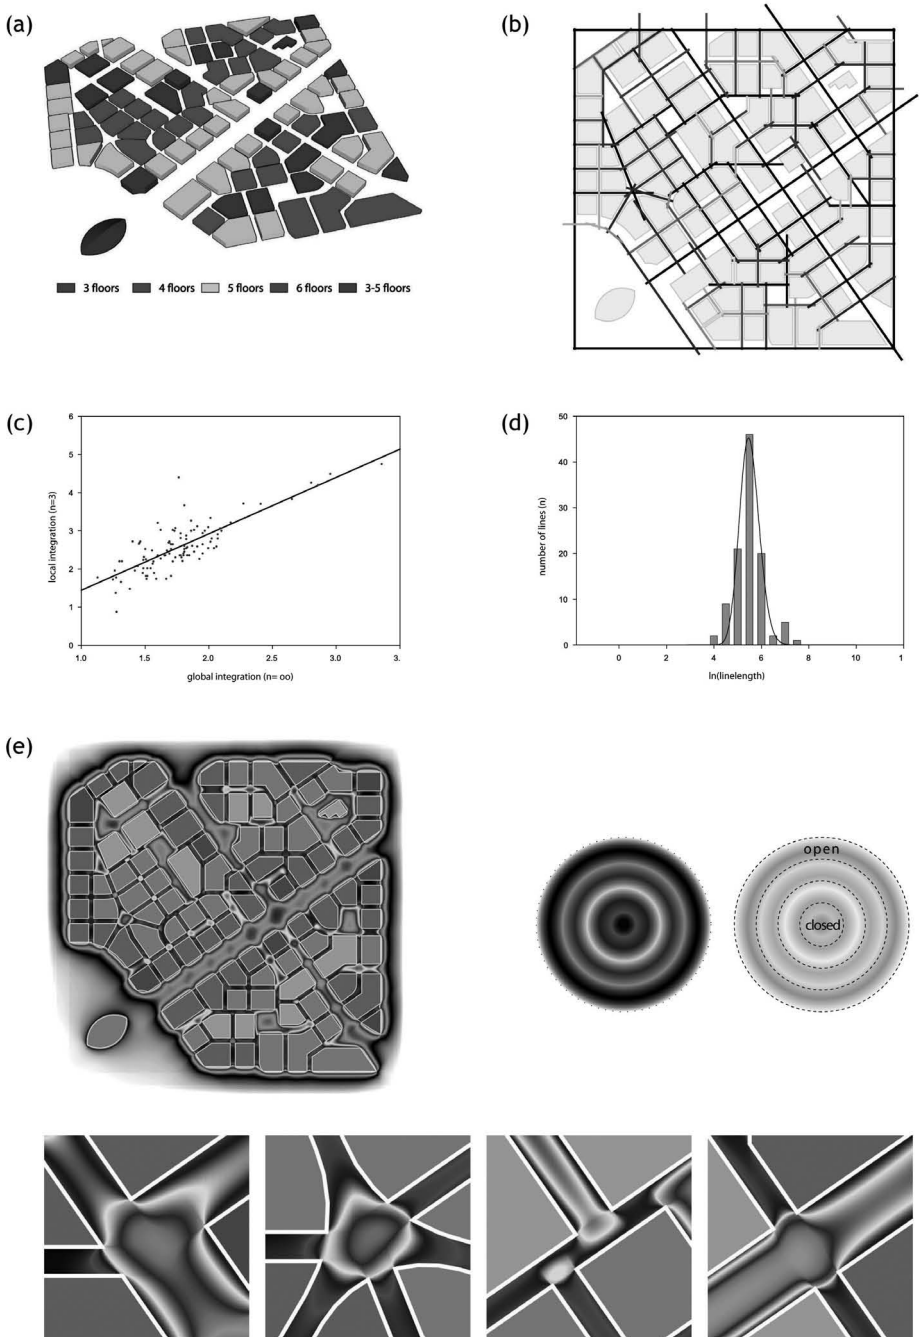 (a)
3 floors 4 floors 5 floors 6 floors 3-5 floors
(b)
(c)
6
5
4
3
2
1
0
local integration (n=3)
1.0 1.5 2.0 2.5 3.0 3.
global integration (n= oo)
(d)
50
40
30
20
10
0
number of lines (n)
0 2 4 6 8 10 1
ln(linelength)
(e)
open
closed